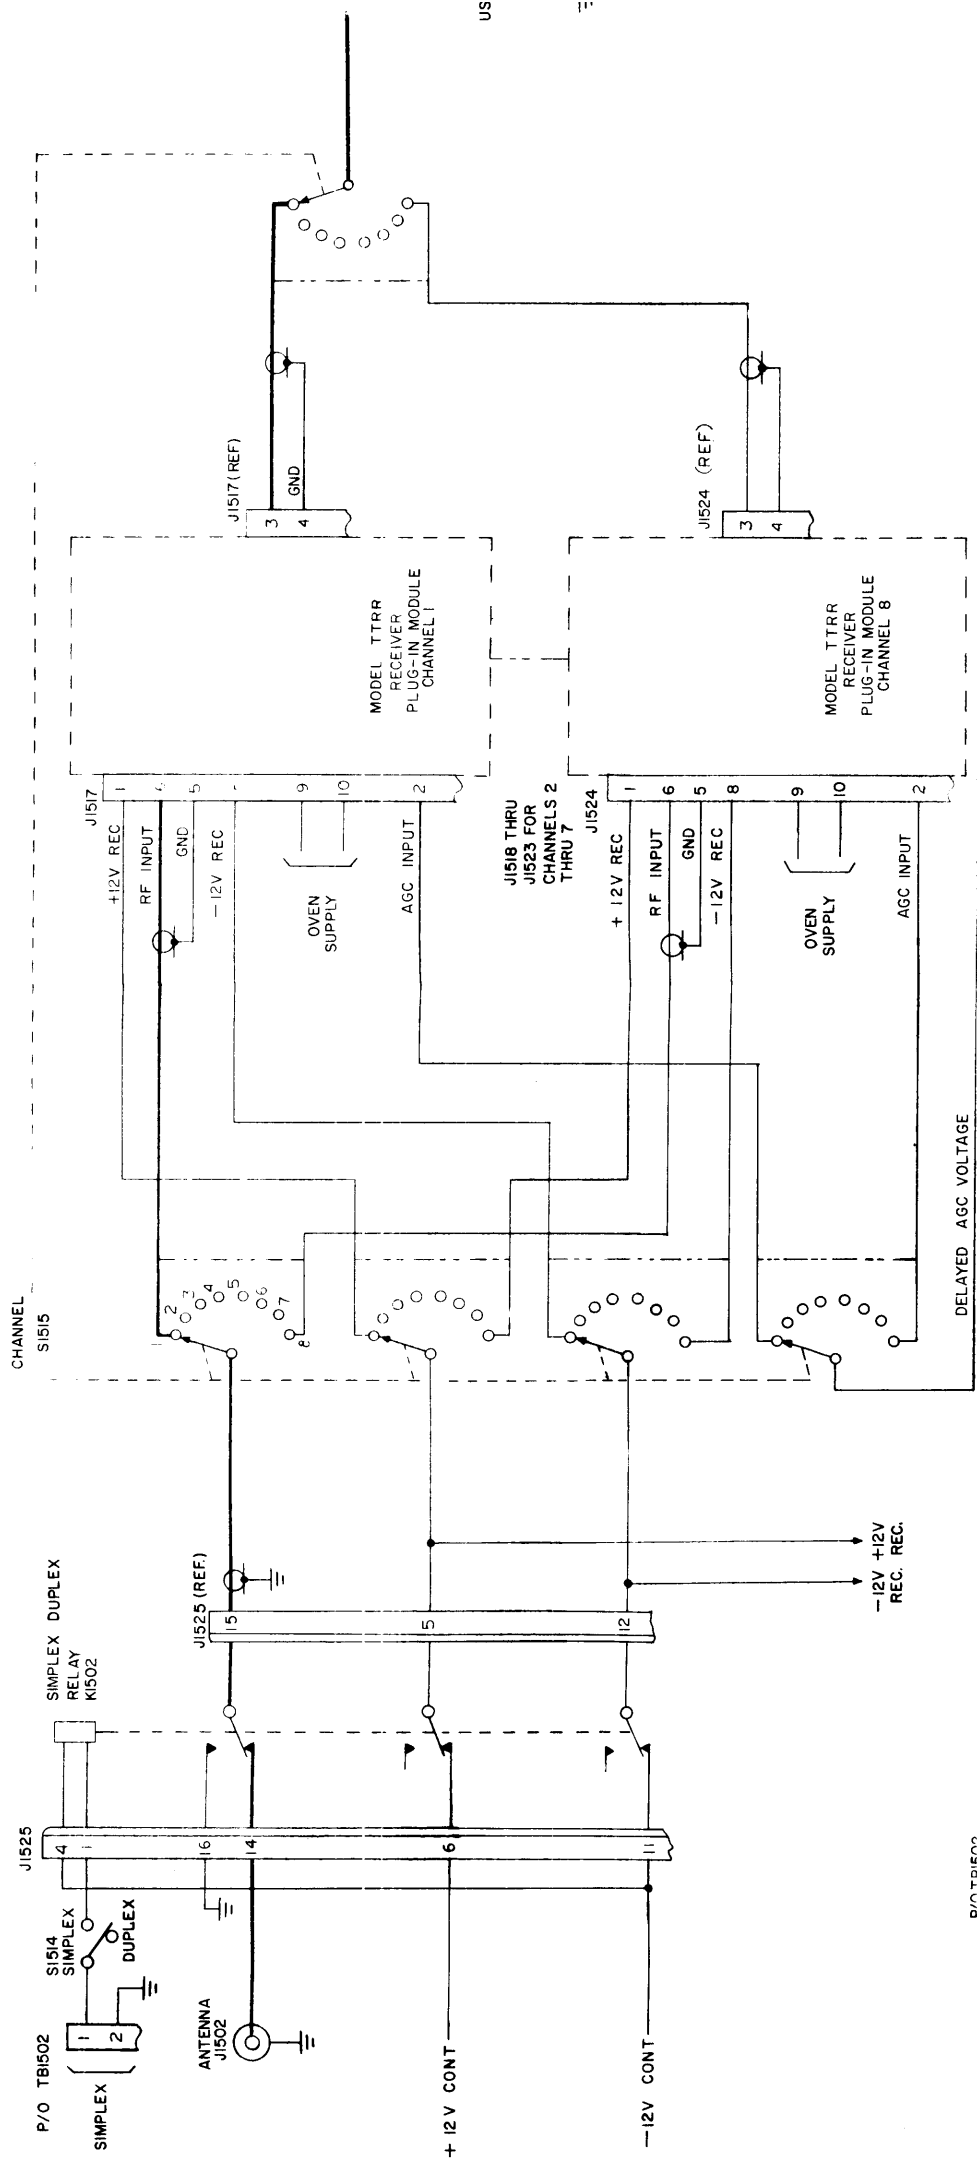 P/O TB1502
1
2
SIMPLEX
S1514
SIMPLEX
DUPLEX
J1525
4
1
16
14
6
11
ANTENNA
J1502
+ 12V CONT
-12V CONT
SIMPLEX DUPLEX
RELAY
K1502
J1525 (REF.)
15
5
12
-12V +12V
REC. REC.
CHANNEL
S1515
1
2
3
4
5
6
7
8
DELAYED AGC VOLTAGE
J1517
+12V REC
1
RF INPUT
GND
5
-12V REC
OVEN
SUPPLY
9
10
AGC INPUT
2
MODEL TTRR
RECEIVER
PLUG-IN MODULE
CHANNEL 1
J1517 (REF)
3
4
GND
J1518 THRU
J1523 FOR
CHANNELS 2
THRU 7
J1524
+ 12V REC
1
RF INPUT
6
GND
5
-12V REC
8
OVEN
SUPPLY
9
10
AGC INPUT
2
MODEL TTRR
RECEIVER
PLUG-IN MODULE
CHANNEL 8
J1524 (REF)
3
4
US
P/O TB1502